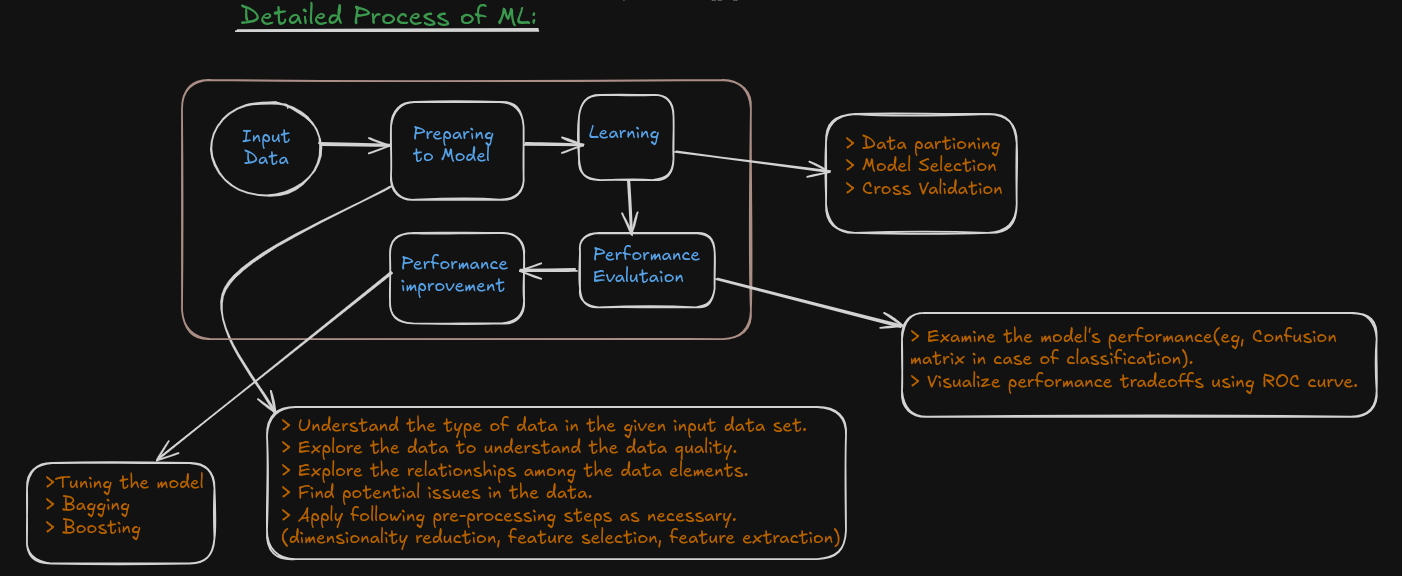 Detailed Process of ML:
Input
Data
Preparing
to Model
Learning
> Data partioning
> Model Selection
> Cross Validation
Performance
improvement
Performance
Evalutaion
> Examine the model's performance(eg, Confusion
matrix in case of classification).
> Visualize performance tradeoffs using ROC curve.
> Understand the type of data in the given input data set.
> Explore the data to understand the data quality.
> Explore the relationships among the data elements.
> Find potential issues in the data.
> Apply following pre-processing steps as necessary.
(dimensionality reduction, feature selection, feature extraction)
>Tuning the model
> Bagging
> Boosting